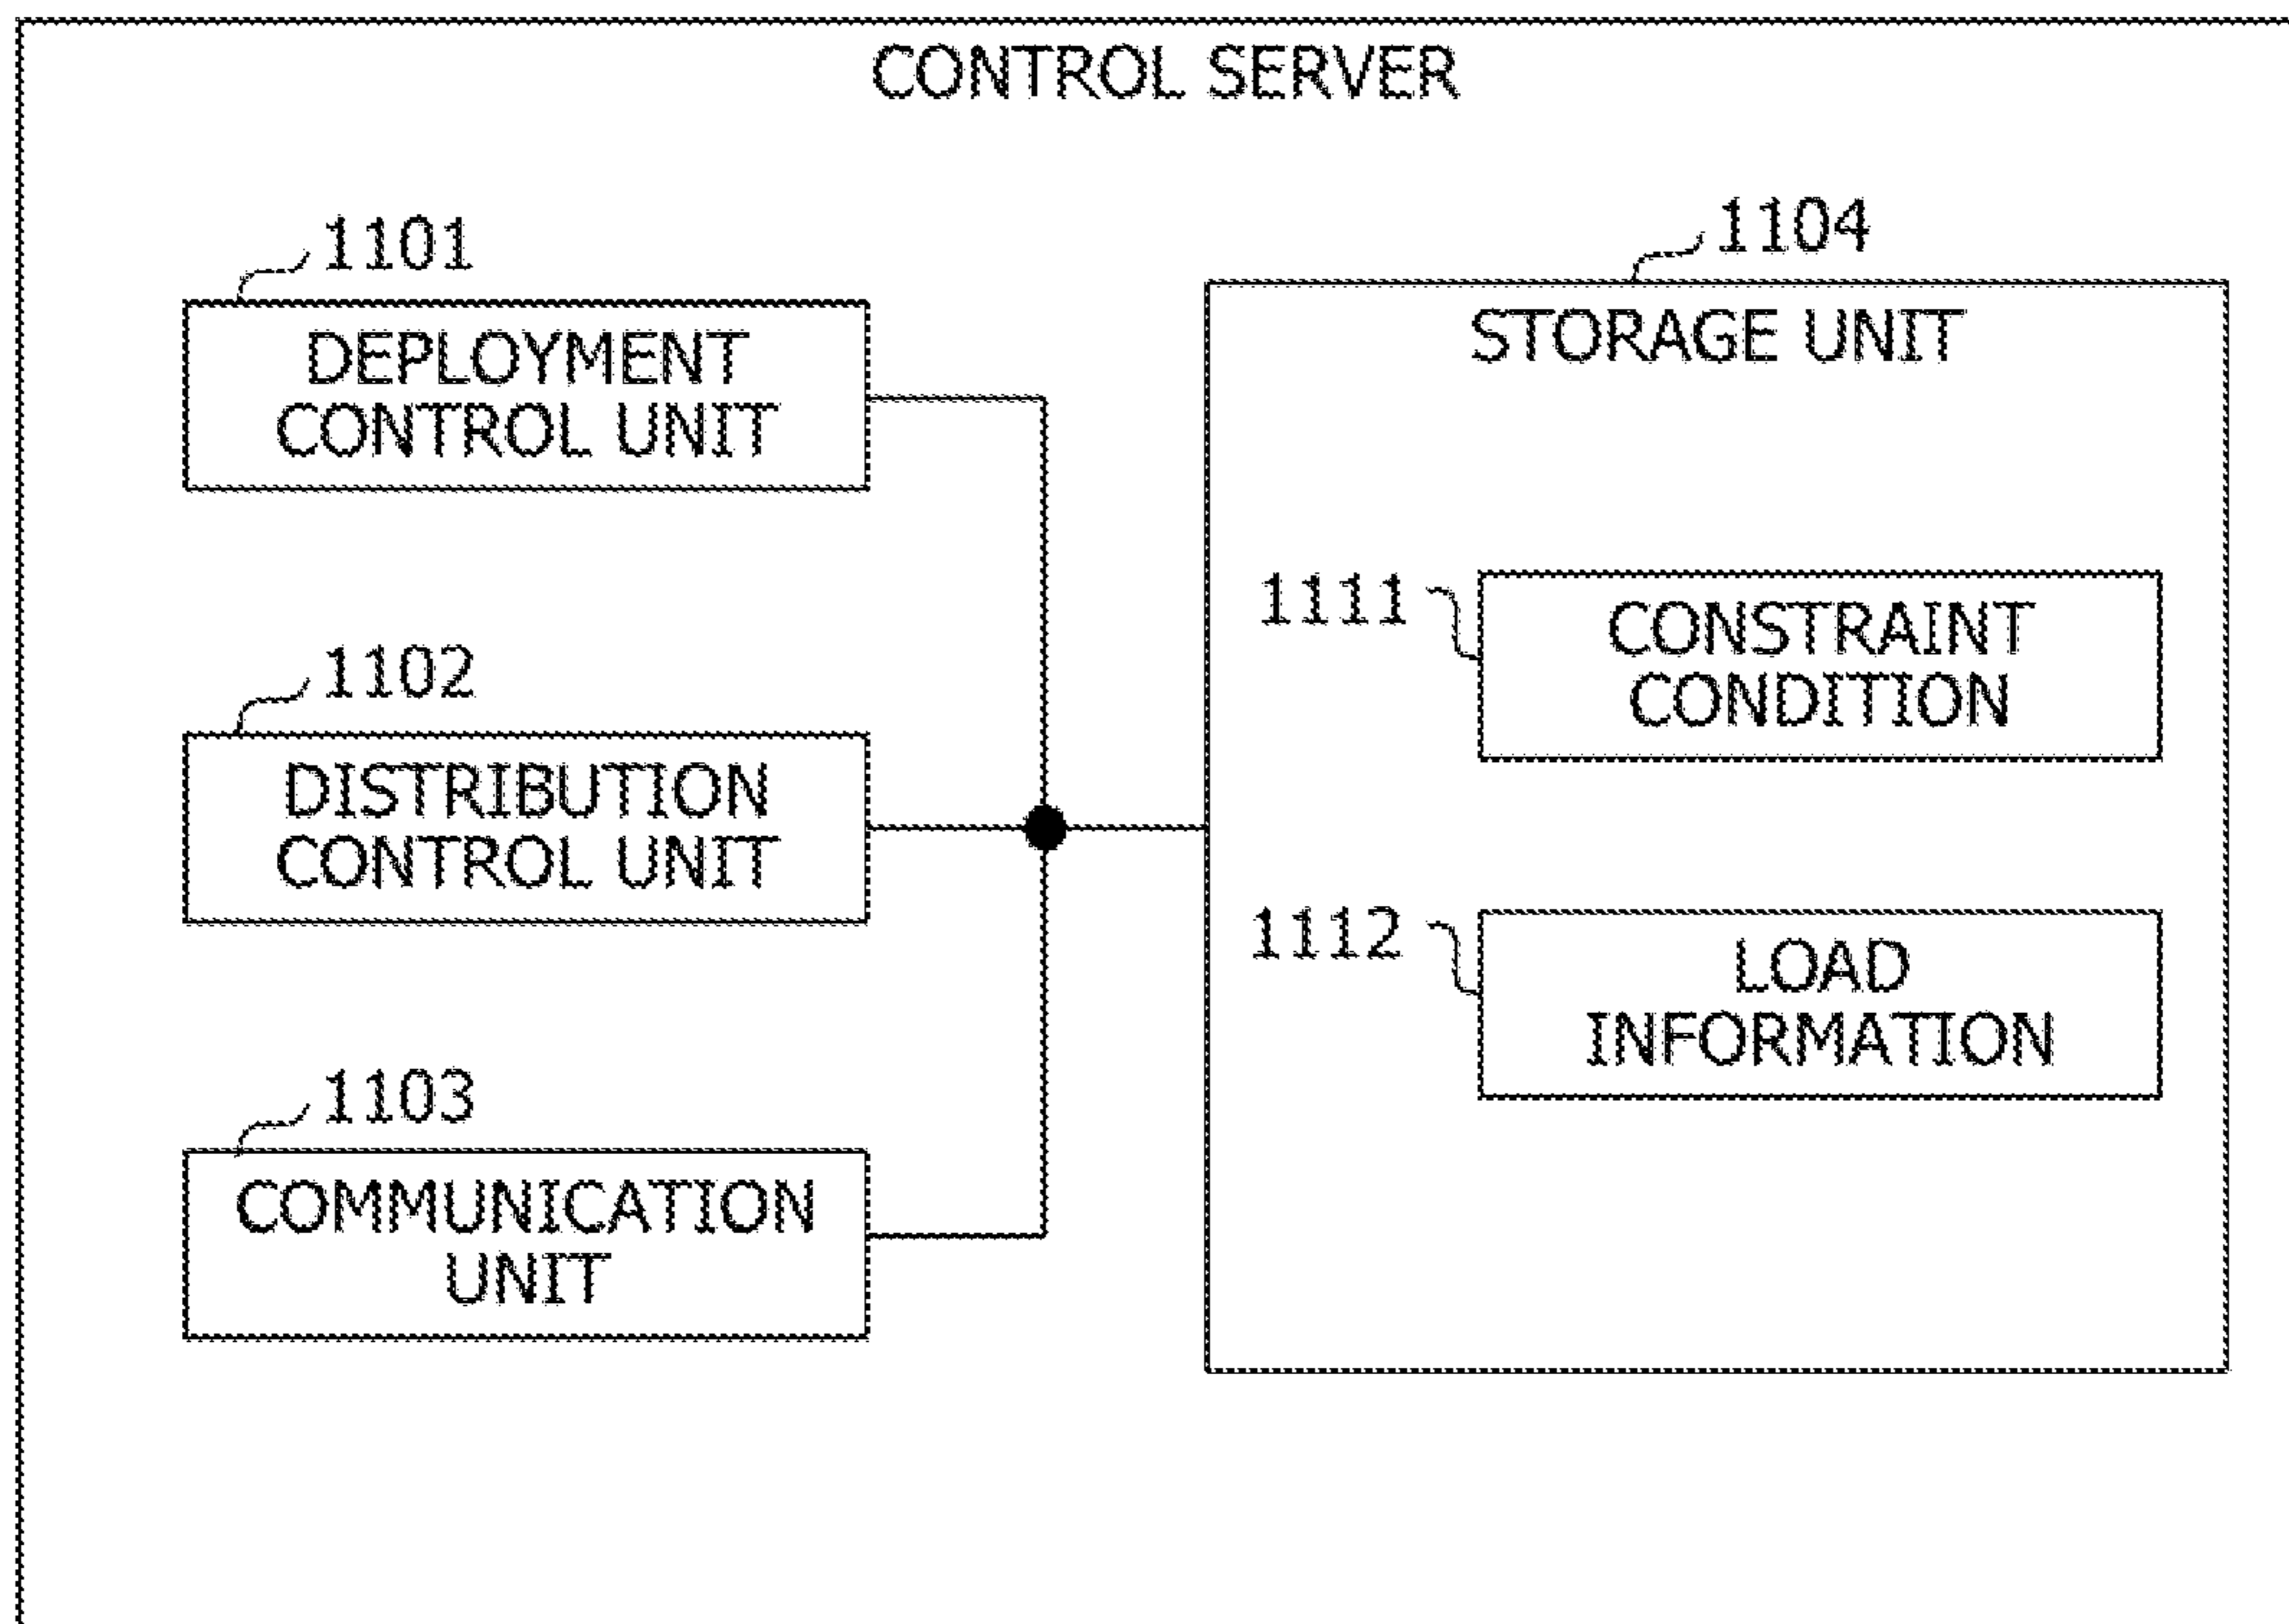 CONTROL SERVER
1101
DEPLOYMENT
CONTROL UNIT
1102
DISTRIBUTION
CONTROL UNIT
1103
COMMUNICATION
UNIT
1104
STORAGE UNIT
1111
CONSTRAINT
CONDITION
1112
LOAD
INFORMATION